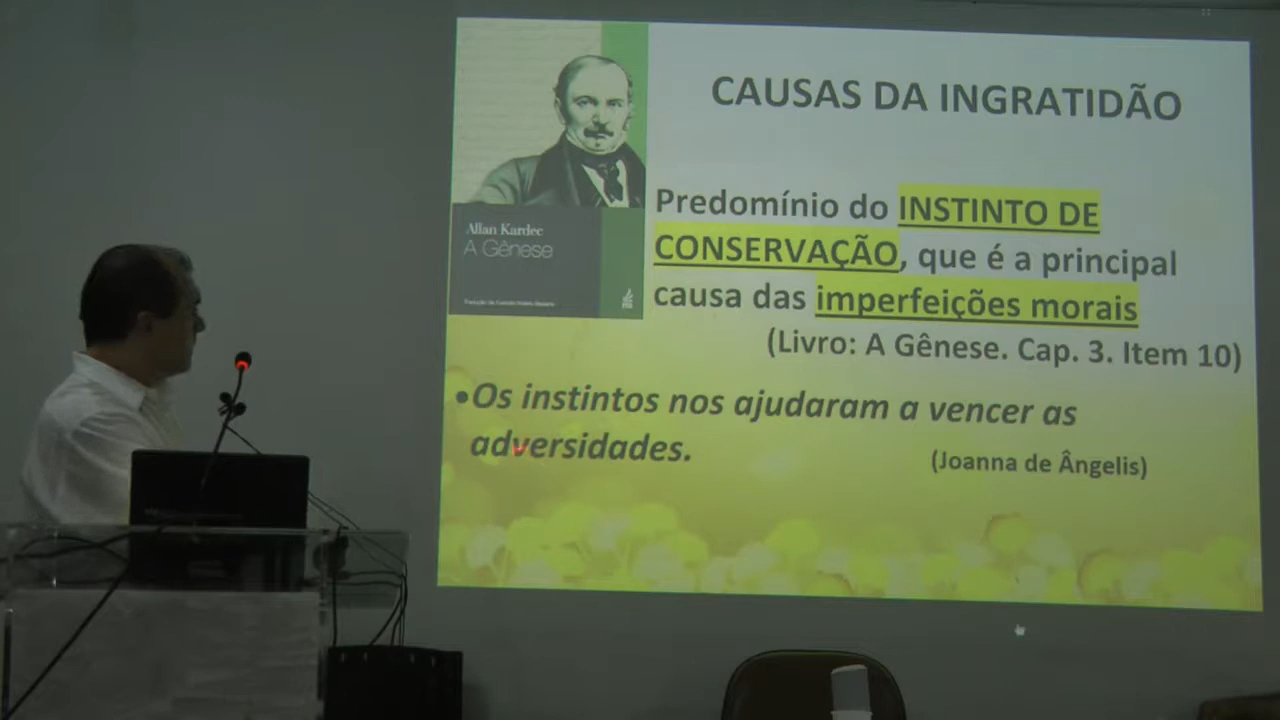 CAUSAS DA INGRATIDÃO
Allan Kardec
A Gênese
Predomínio do INSTINTO DE
CONSERVAÇÃO, que é a principal
causa das imperfeições morais
(Livro: A Gênese. Cap. 3. Item 10)
•Os instintos nos ajudaram a vencer as
adversidades.
(Joanna de Ângelis)